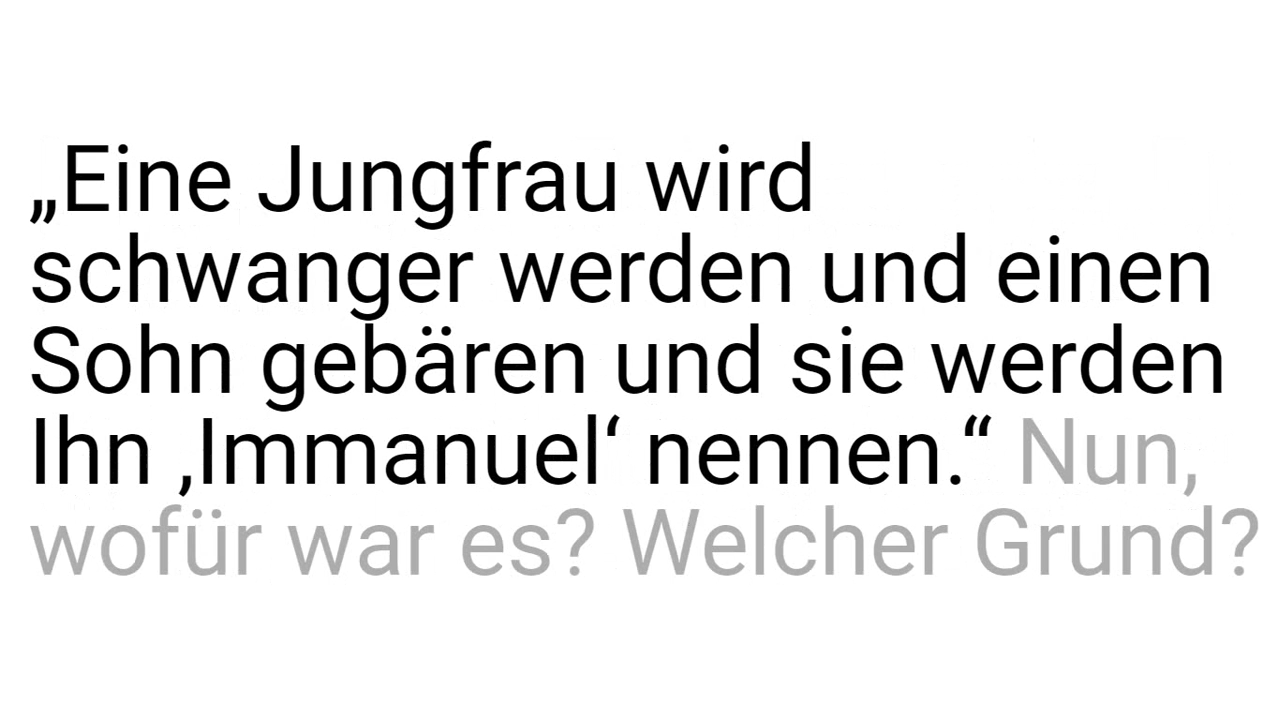 „Eine Jungfrau wird
schwanger werden und einen
Sohn gebären und sie werden
Ihn ‚Immanuel‘ nennen.“ Nun,
wofür war es? Welcher Grund?